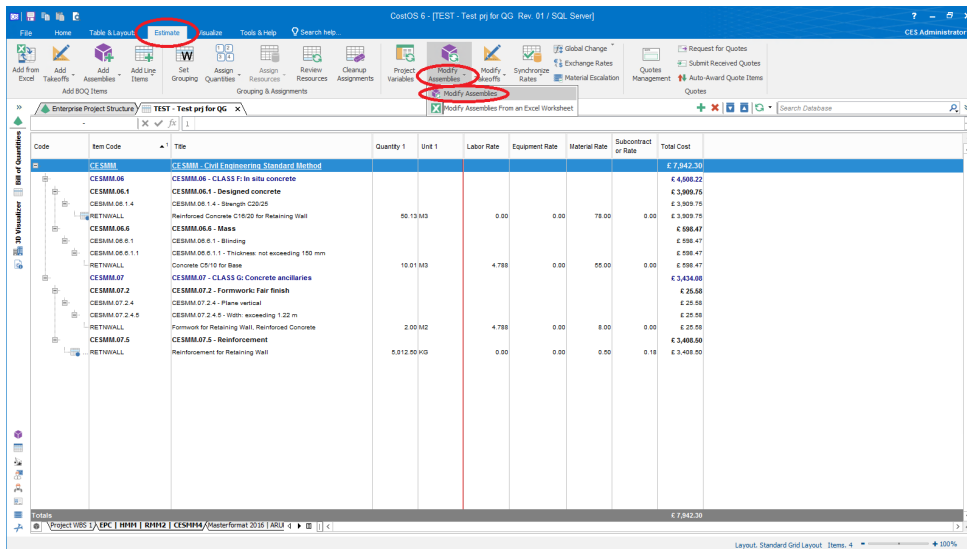 CostOS 6 - [TEST - Test prj for QG Rev. 01 / SQL Server]
File Home Table & Layouts Estimate Visualize Tools & Help Search help... CES Administrator
Add from Excel
Add Takeoffs
Add Assemblies
Add Line Items
Set Grouping
Assign Quantities
Assign Resources
Review Resources
Cleanup Assignments
Project Variables
Modify Assemblies
Modify Takeoffs
Synchronize Rates
Global Change
Exchange Rates
Material Escalation
Quotes Management
Request for Quotes
Submit Received Quotes
Auto-Award Quote Items
Add BOQ Items Grouping & Assignments Quotes
Modify Assemblies
Modify Assemblies From an Excel Worksheet
Enterprise Project Structure TEST - Test prj for QG Search Database
- fx 1
Bill of Quantities
3D Visualizer
Code Item Code 1 Title Quantity 1 Unit 1 Labor Rate Equipment Rate Material Rate Subcontract or Rate Total Cost
CESMM CESMM - Civil Engineering Standard Method £ 7,942.30
CESMM.06 CESMM.06 - CLASS F: In situ concrete £ 4,508.22
CESMM.06.1 CESMM.06.1 - Designed concrete £ 3,909.75
CESMM.06.1.4 CESMM.06.1.4 - Strength C20/25 £ 3,909.75
RETNWALL Reinforced Concrete C16/20 for Retaining Wall 50.13 M3 0.00 0.00 78.00 0.00 £ 3,909.75
CESMM.06.6 CESMM.06.6 - Mass £ 598.47
CESMM.06.6.1 CESMM.06.6.1 - Blinding £ 598.47
CESMM.06.6.1.1 CESMM.06.6.1.1 - Thickness: not exceeding 150 mm £ 598.47
RETNWALL Concrete C5/10 for Base 10.01 M3 4.788 0.00 55.00 0.00 £ 598.47
CESMM.07 CESMM.07 - CLASS G: Concrete ancillaries £ 3,434.08
CESMM.07.2 CESMM.07.2 - Formwork: Fair finish £ 25.58
CESMM.07.2.4 CESMM.07.2.4 - Plane vertical £ 25.58
CESMM.07.2.4.5 CESMM.07.2.4.5 - Wdth: exceeding 1.22 m £ 25.58
RETNWALL Formwork for Retaining Wall, Reinforced Concrete 2.00 M2 4.788 0.00 8.00 0.00 £ 25.58
CESMM.07.5 CESMM.07.5 - Reinforcement £ 3,408.50
RETNWALL Reinforcement for Retaining Wall 5,012.50 KG 0.00 0.00 0.50 0.18 £ 3,408.50
Totals £ 7,942.30
Project WBS 1 EPC | HMM | RMM2 | CESMM4 Masterformat 2016 | ARU
Layout. Standard Grid Layout Items. 4 100%